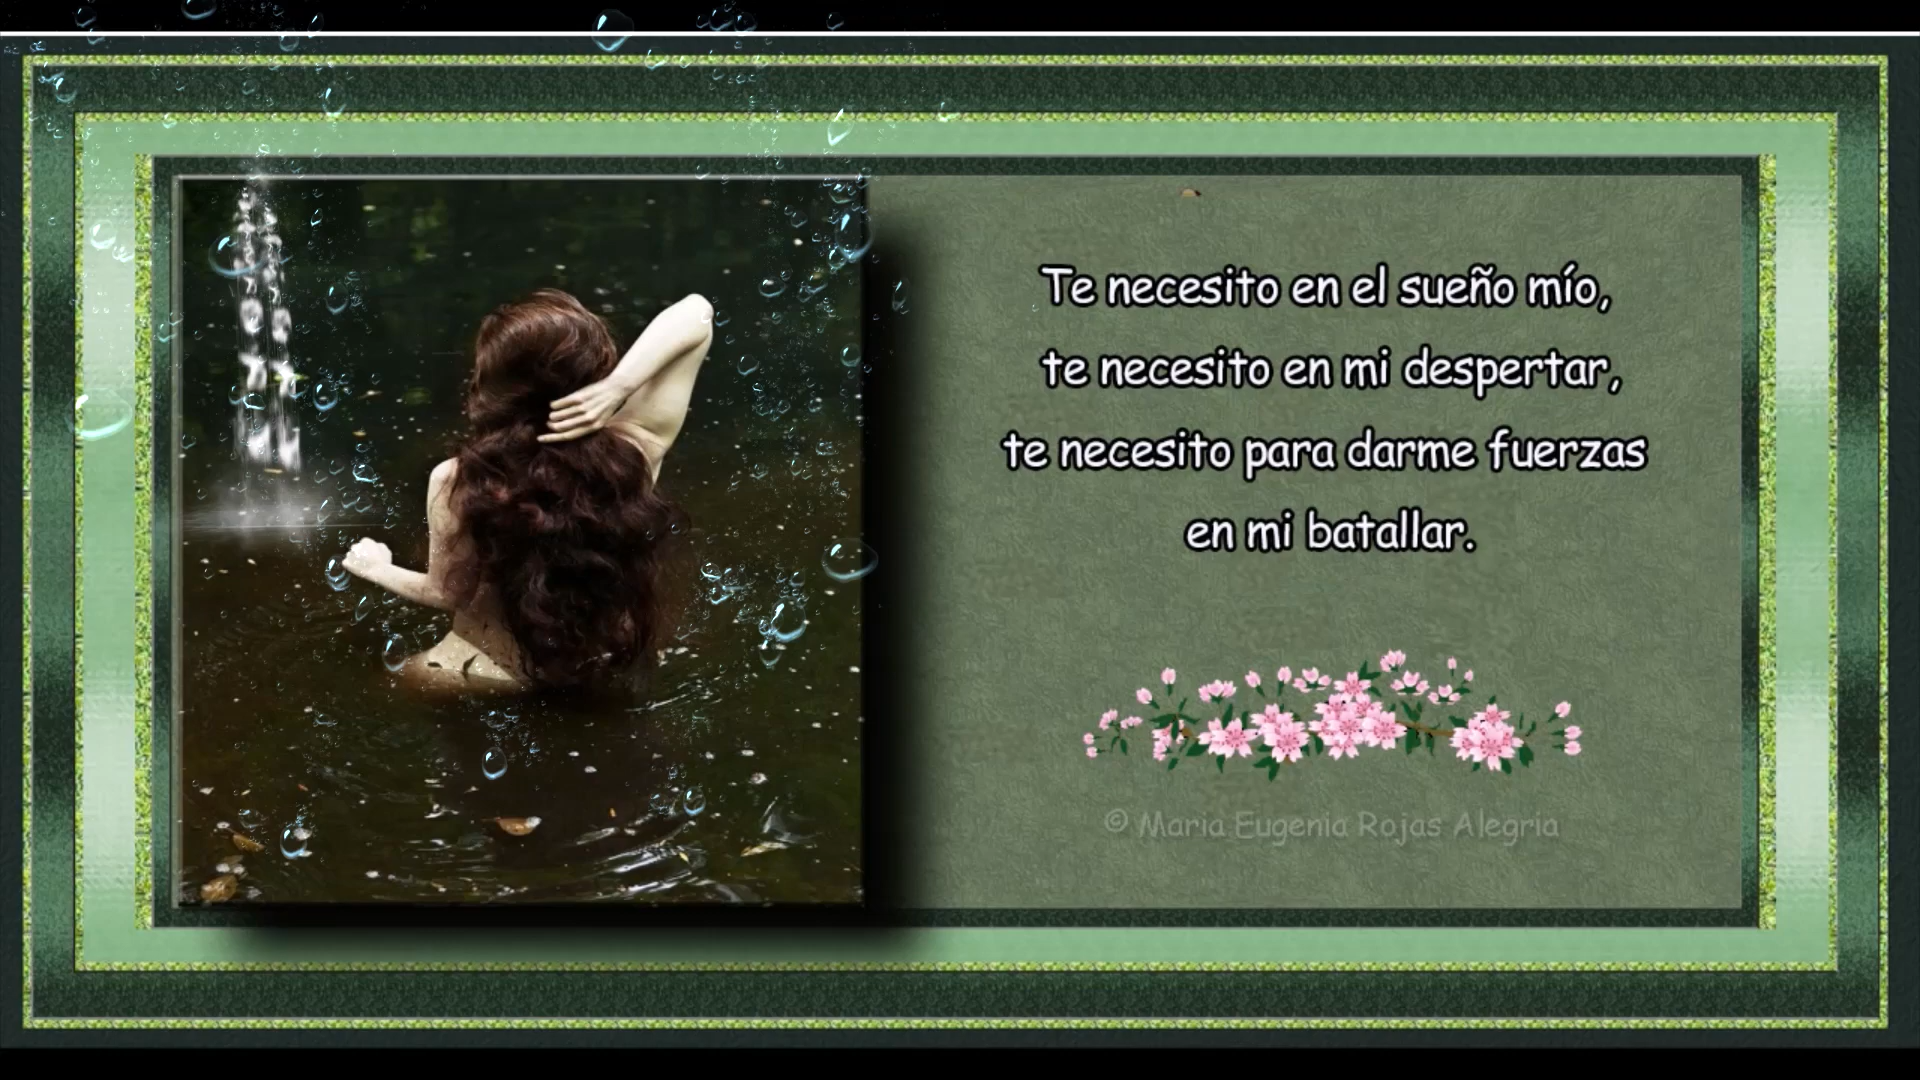 Te necesito en el sueño mío,
te necesito en mi despertar,
te necesito para darme fuerzas
en mi batallar.
© Maria Eugenia Rojas Alegria